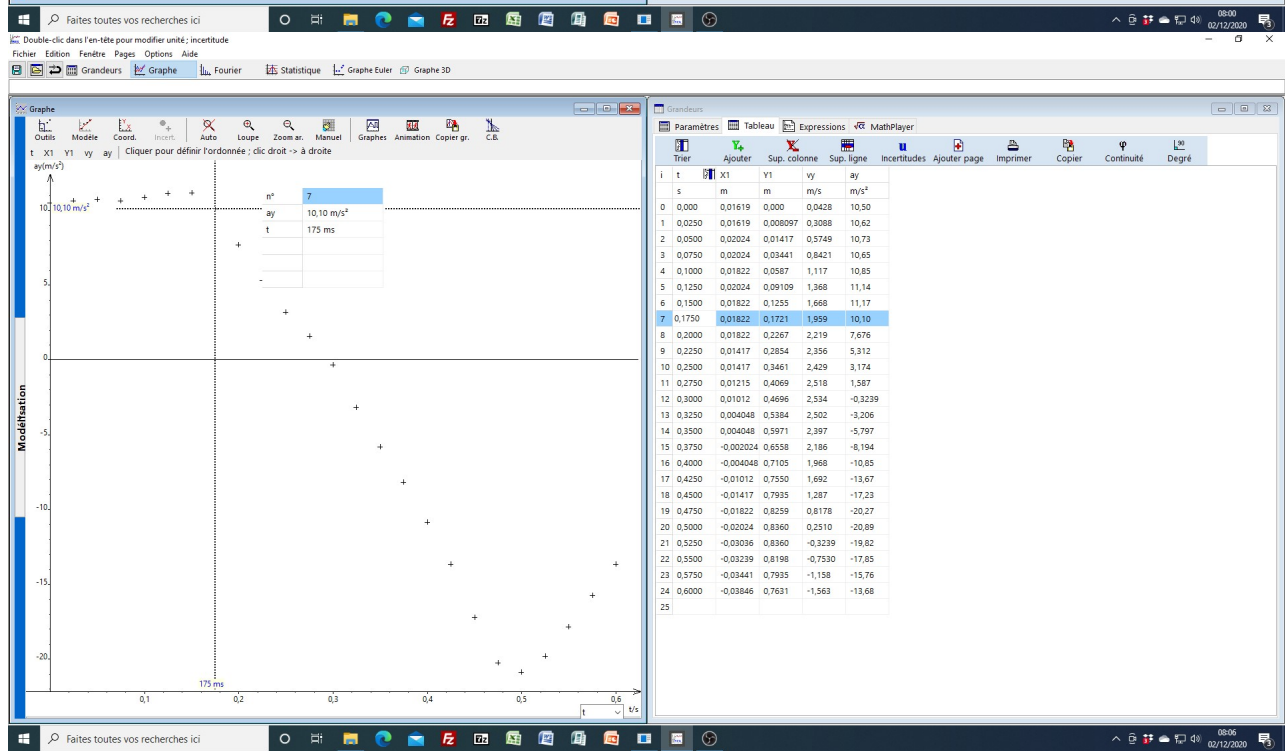 Faites toutes vos recherches ici
08:00
02/12/2020
Double-clic dans l'en-tête pour modifier unité ; incertitude
Fichier Edition Fenêtre Pages Options Aide
Grandeurs Graphe Fourier Statistique Graphe Euler Graphe 3D
Graphe
Outils Modèle Coord. Incert. Auto Loupe Zoom ar. Manuel Graphes Animation Copier gr. C.B.
t X1 Y1 vy ay Cliquer pour définir l'ordonnée ; clic droit -> à droite
ay(m/s²)
n° 7
ay 10,10 m/s²
t 175 ms
10 10,10 m/s²
5
0
-5
-10
-15
-20
175 ms
0,1 0,2 0,3 0,4 0,5 0,6
t t/s
Modélisation
Grandeurs
Paramètres Tableau Expressions MathPlayer
Trier Ajouter Sup. colonne Sup. ligne Incertitudes Ajouter page Imprimer Copier Continuité Degré
i t X1 Y1 vy ay
s m m m/s m/s²
0 0,000 0,01619 0,000 0,0428 10,50
1 0,0250 0,01619 0,008097 0,3088 10,62
2 0,0500 0,02024 0,01417 0,5749 10,73
3 0,0750 0,02024 0,03441 0,8421 10,65
4 0,1000 0,01822 0,0587 1,117 10,85
5 0,1250 0,02024 0,09109 1,368 11,14
6 0,1500 0,01822 0,1255 1,668 11,17
7 0,1750 0,01822 0,1721 1,959 10,10
8 0,2000 0,01822 0,2267 2,219 7,676
9 0,2250 0,01417 0,2854 2,356 5,312
10 0,2500 0,01417 0,3461 2,429 3,174
11 0,2750 0,01215 0,4069 2,518 1,587
12 0,3000 0,01012 0,4696 2,534 -0,3239
13 0,3250 0,004048 0,5384 2,502 -3,206
14 0,3500 0,004048 0,5971 2,397 -5,797
15 0,3750 -0,002024 0,6558 2,186 -8,194
16 0,4000 -0,004048 0,7105 1,968 -10,85
17 0,4250 -0,01012 0,7550 1,692 -13,67
18 0,4500 -0,01417 0,7935 1,287 -17,23
19 0,4750 -0,01822 0,8259 0,8178 -20,27
20 0,5000 -0,02024 0,8360 0,2510 -20,89
21 0,5250 -0,03036 0,8360 -0,3239 -19,82
22 0,5500 -0,03239 0,8198 -0,7530 -17,85
23 0,5750 -0,03441 0,7935 -1,158 -15,76
24 0,6000 -0,03846 0,7631 -1,563 -13,68
25
Faites toutes vos recherches ici
08:06
02/12/2020